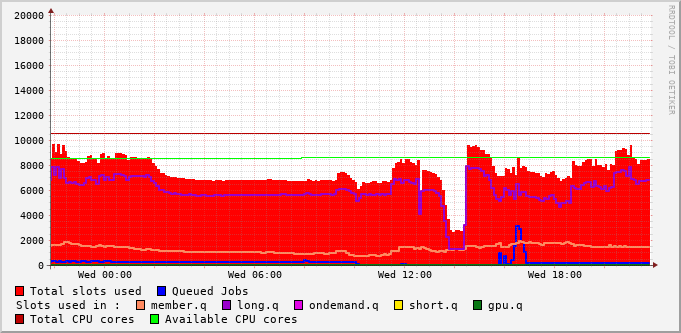 20000
18000
16000
14000
12000
10000
8000
6000
4000
2000
0
Wed 00:00 Wed 06:00 Wed 12:00 Wed 18:00
Total slots used Queued Jobs
Slots used in : member.q long.q ondemand.q short.q gpu.q
Total CPU cores Available CPU cores
RRDTOOL / TOBI OETIKER